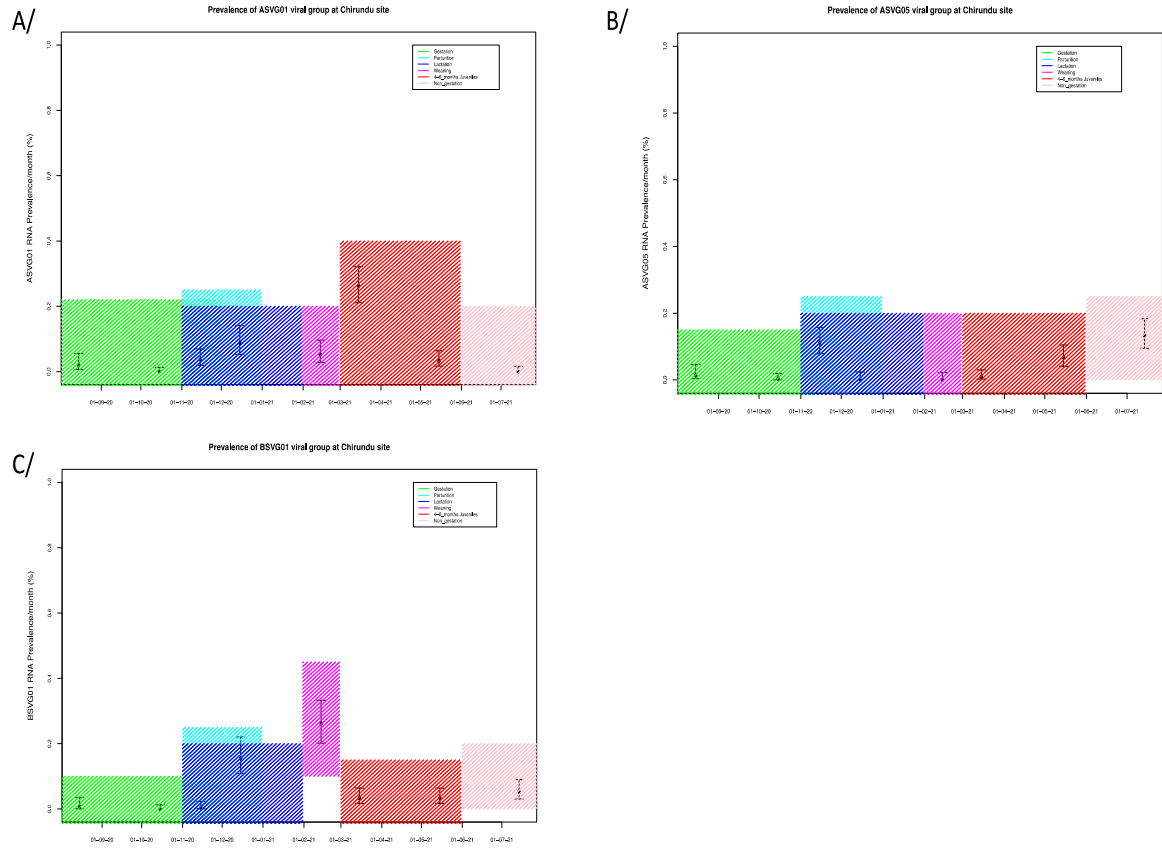 A/
Prevalence of ASVG01 viral group at Chirundu site
ASVG01 RNA Prevalence/month (%)
1.0
0.8
0.6
0.4
0.2
0.0
Gestation
Parturition
Lactation
Weaning
4-6_months Juveniles
Non_gestation
01-09-20 01-10-20 01-11-20 01-12-20 01-01-21 01-02-21 01-03-21 01-04-21 01-05-21 01-06-21 01-07-21
B/
Prevalence of ASVG05 viral group at Chirundu site
ASVG05 RNA Prevalence/month (%)
1.0
0.8
0.6
0.4
0.2
0.0
Gestation
Parturition
Lactation
Weaning
Juveniles
Non_gestation
01-09-20 01-10-20 01-11-20 01-12-20 01-01-21 01-02-21 01-03-21 01-04-21 01-05-21 01-06-21 01-07-21
C/
Prevalence of BSVG01 viral group at Chirundu site
BSVG01 RNA Prevalence/month (%)
1.0
0.8
0.6
0.4
0.2
0.0
Gestation
Parturition
Lactation
Weaning
Juveniles
Non_gestation
01-09-20 01-10-20 01-11-20 01-12-20 01-01-21 01-02-21 01-03-21 01-04-21 01-05-21 01-06-21 01-07-21